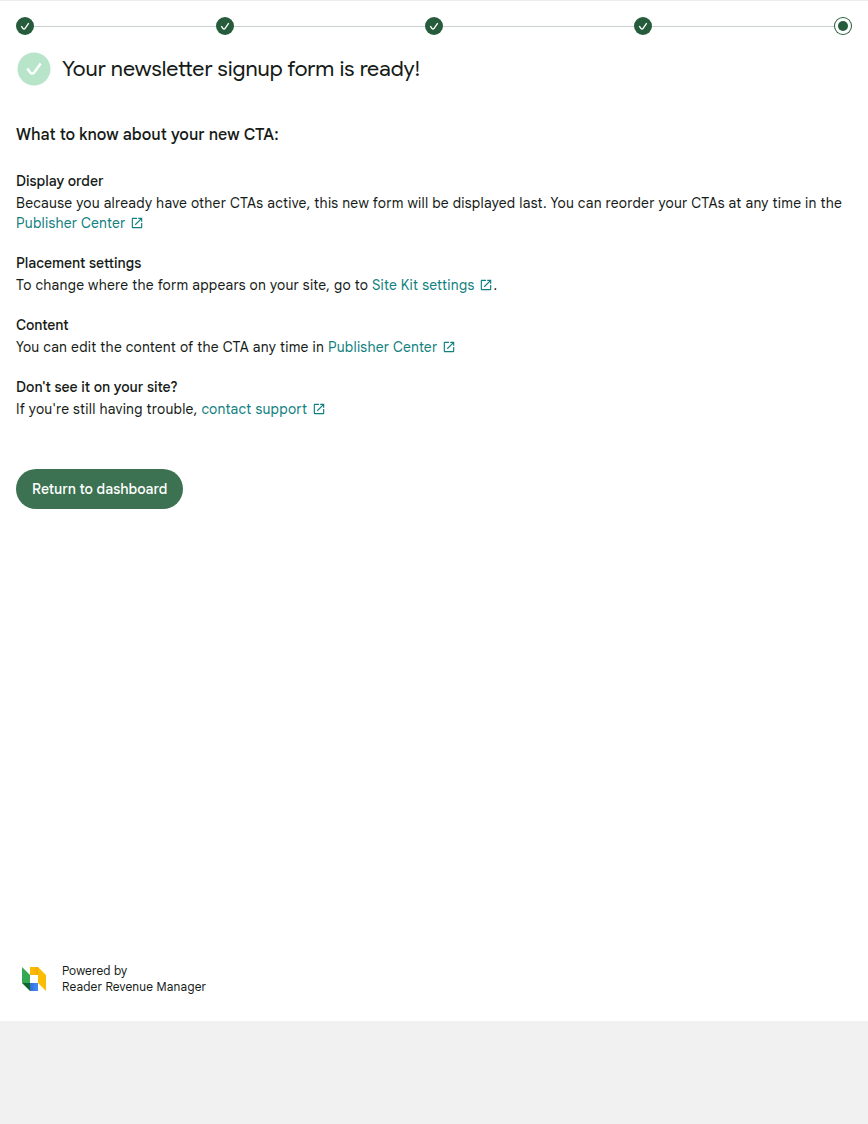 Your newsletter signup form is ready!
What to know about your new CTA:
Display order
Because you already have other CTAs active, this new form will be displayed last. You can reorder your CTAs at any time in the
Publisher Center
Placement settings
To change where the form appears on your site, go to Site Kit settings .
Content
You can edit the content of the CTA any time in Publisher Center
Don't see it on your site?
If you're still having trouble, contact support
Return to dashboard
Powered by
Reader Revenue Manager